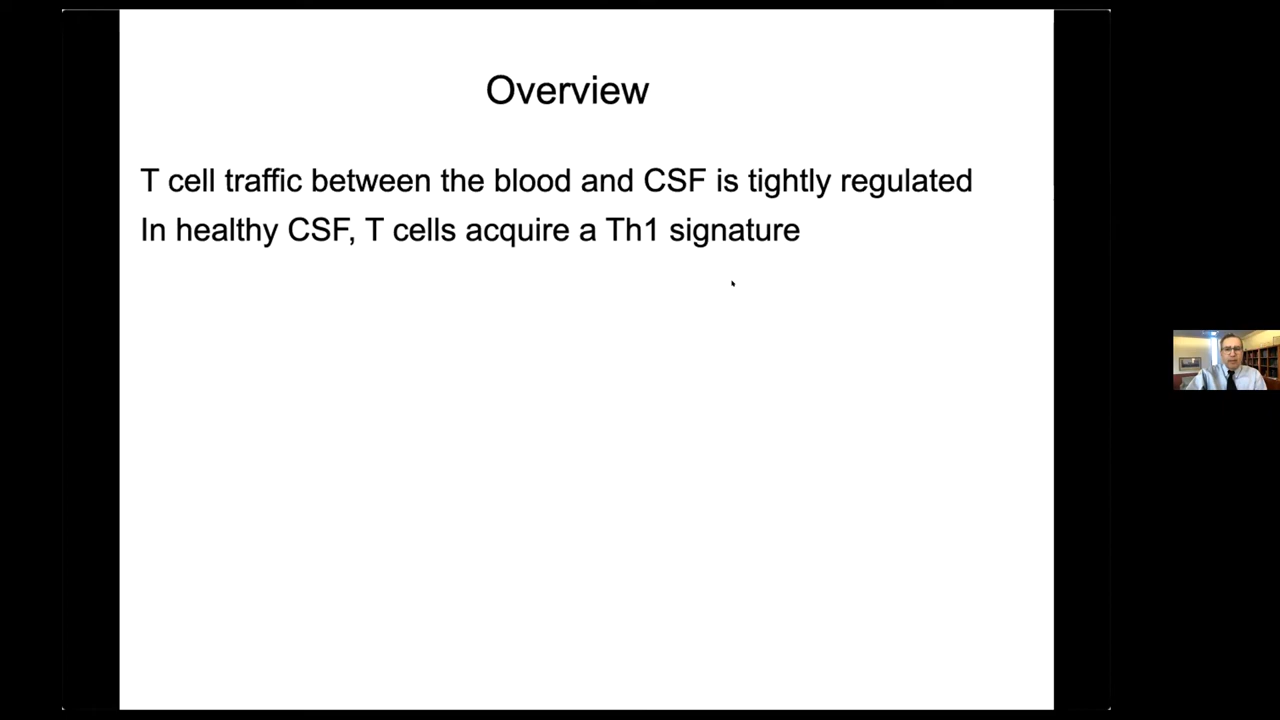 Overview
T cell traffic between the blood and CSF is tightly regulated
In healthy CSF, T cells acquire a Th1 signature